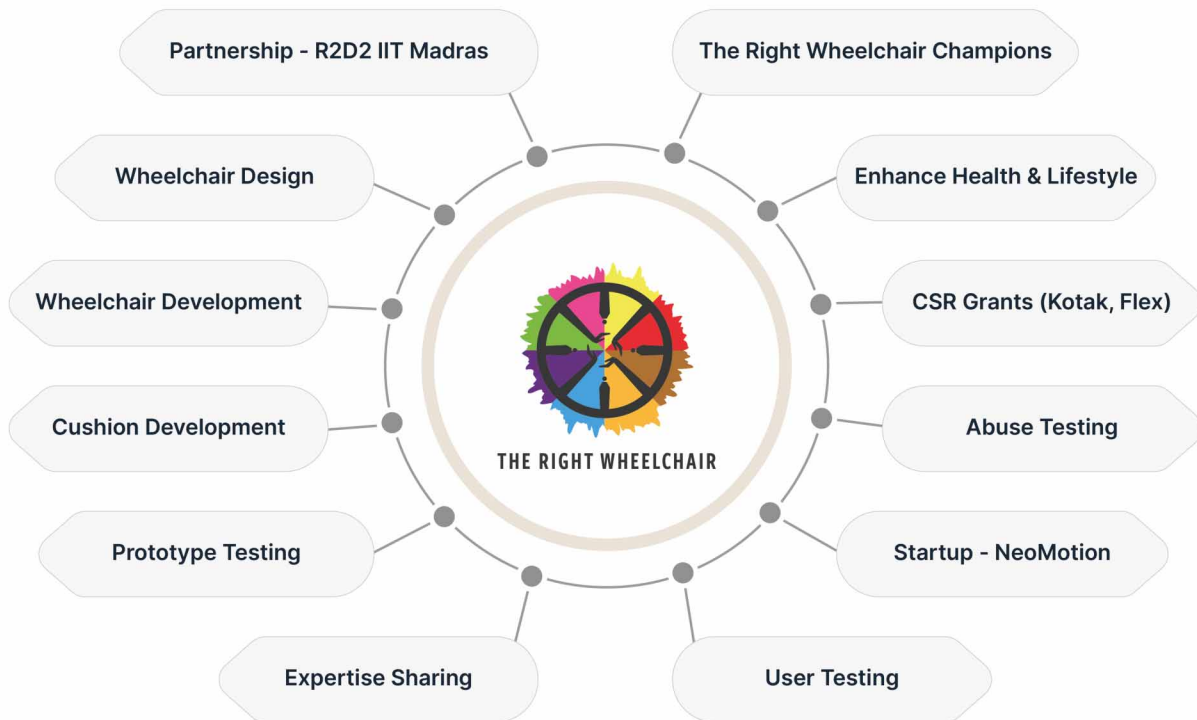 Partnership - R2D2 IIT Madras
The Right Wheelchair Champions
Wheelchair Design
Enhance Health & Lifestyle
Wheelchair Development
CSR Grants (Kotak, Flex)
Cushion Development
Abuse Testing
THE RIGHT WHEELCHAIR
Prototype Testing
Startup - NeoMotion
Expertise Sharing
User Testing